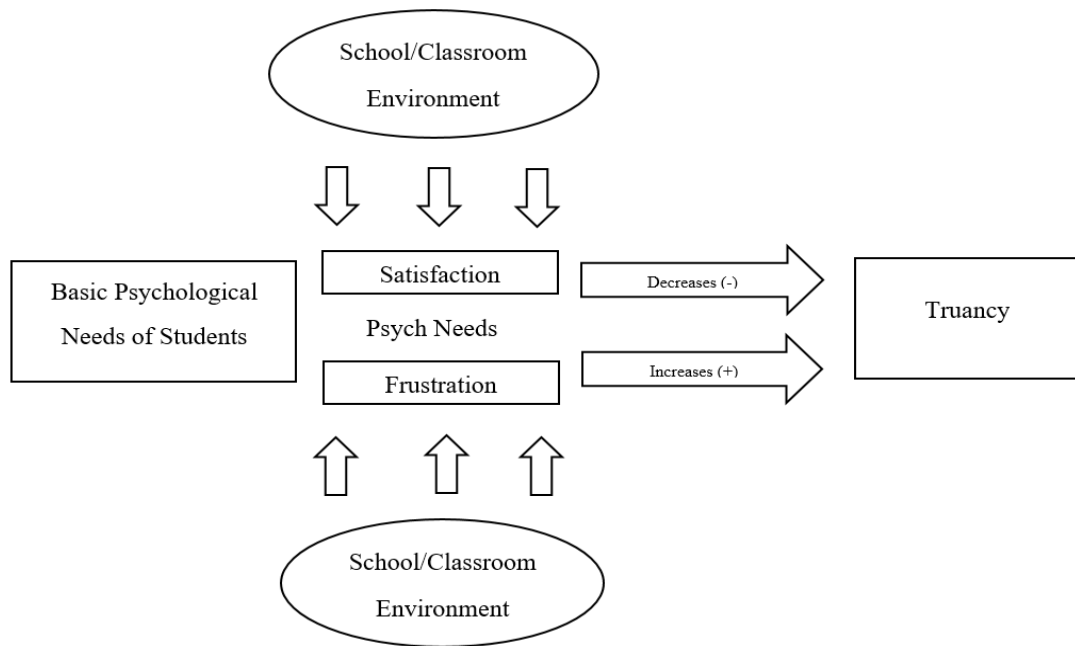 School/Classroom
Environment
Basic Psychological
Needs of Students
Satisfaction
Psych Needs
Frustration
Decreases (-)
Increases (+)
Truancy
School/Classroom
Environment